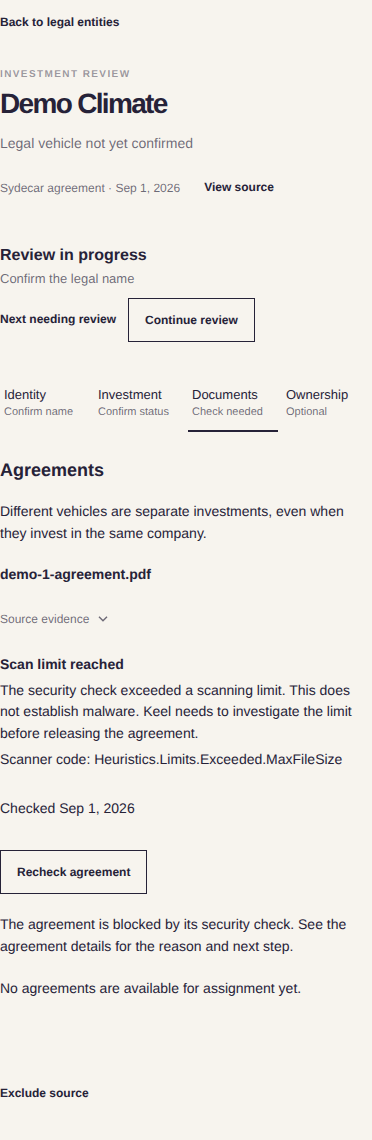 Back to legal entities
INVESTMENT REVIEW
Demo Climate
Legal vehicle not yet confirmed
Sydecar agreement · Sep 1, 2026 View source
Review in progress
Confirm the legal name
Next needing review Continue review
Identity Investment Documents Ownership
Confirm name Confirm status Check needed Optional
Agreements
Different vehicles are separate investments, even when
they invest in the same company.
demo-1-agreement.pdf
Source evidence
Scan limit reached
The security check exceeded a scanning limit. This does
not establish malware. Keel needs to investigate the limit
before releasing the agreement.
Scanner code: Heuristics.Limits.Exceeded.MaxFileSize
Checked Sep 1, 2026
Recheck agreement
The agreement is blocked by its security check. See the
agreement details for the reason and next step.
No agreements are available for assignment yet.
Exclude source